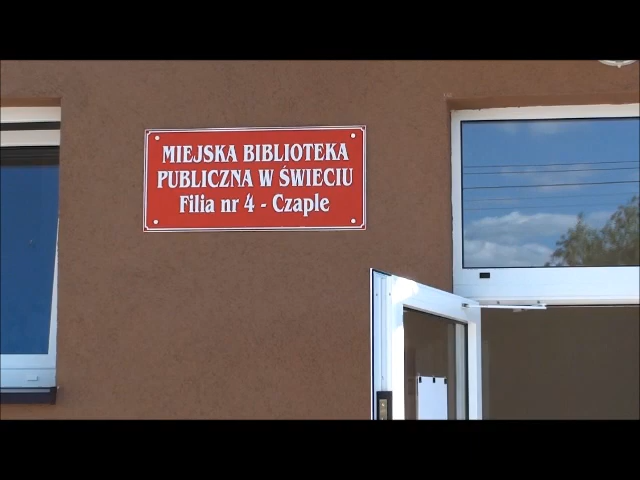 MIEJSKA BIBLIOTEKA
PUBLICZNA W ŚWIECIU
Filia nr 4 - Czaple